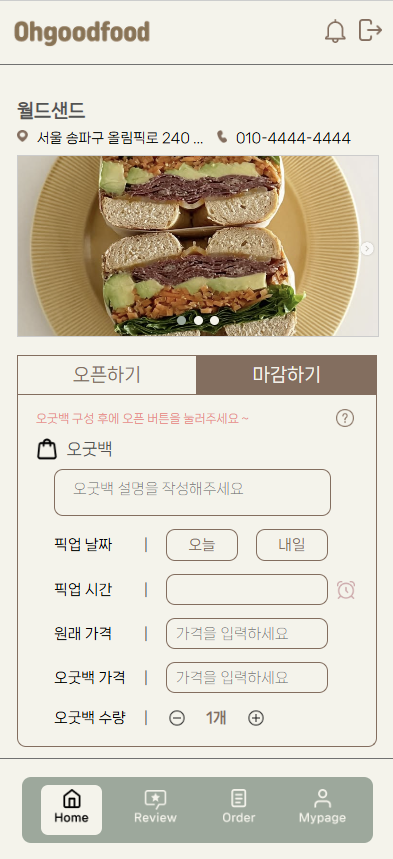 Ohgoodfood
월드샌드
서울 송파구 올림픽로 240 ... 010-4444-4444
오픈하기 마감하기
오굿백 구성 후에 오픈 버튼을 눌러주세요 ~ ?
오굿백
오굿백 설명을 작성해주세요
픽업 날짜 | 오늘 내일
픽업 시간 |
원래 가격 | 가격을 입력하세요
오굿백 가격 | 가격을 입력하세요
오굿백 수량 | 1개
Home Review Order Mypage